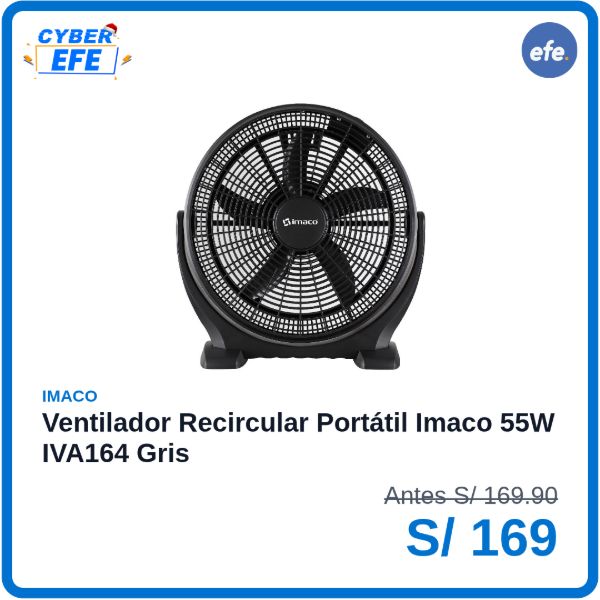 CYBER
EFE
efe.
imaco
IMACO
Ventilador Recircular Portátil Imaco 55W
IVA164 Gris
Antes S/ 169.90
S/ 169